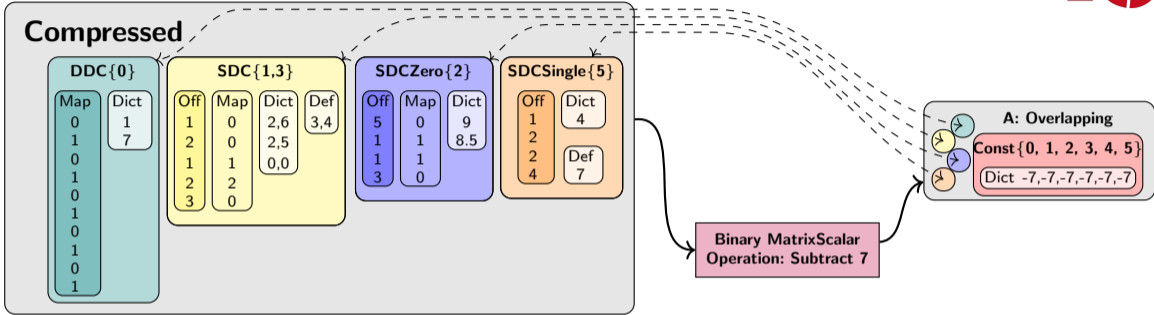 Compressed
DDC{0}
Map
0
1
0
1
0
1
0
1
0
1
Dict
1
7
SDC{1,3}
Off
1
2
1
2
3
Map
0
0
1
2
0
Dict
2,6
2,5
0,0
Def
3,4
SDCZero{2}
Off
5
1
1
3
Map
0
1
1
0
Dict
9
8.5
SDCSingle{5}
Off
1
2
2
4
Dict
4
Def
7
Binary MatrixScalar
Operation: Subtract 7
A: Overlapping
Const{0, 1, 2, 3, 4, 5}
Dict -7,-7,-7,-7,-7,-7